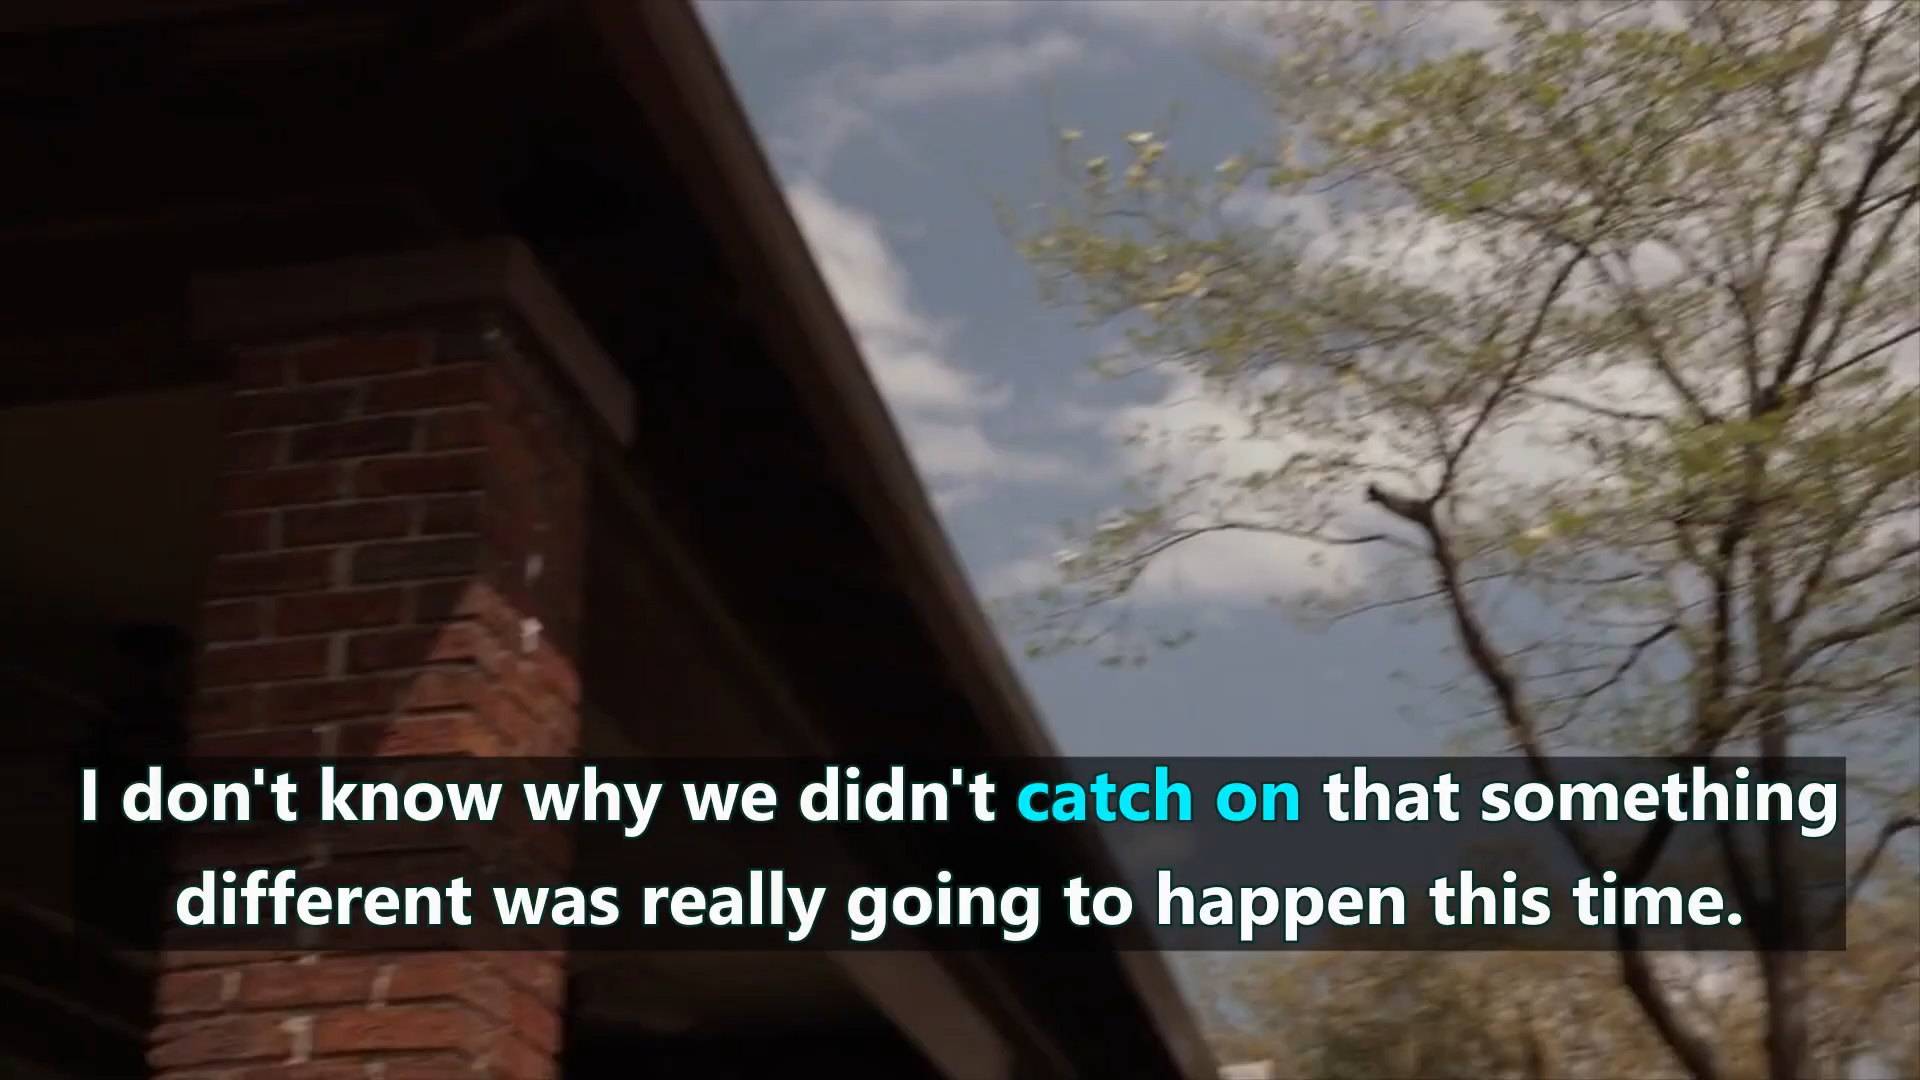 I don't know why we didn't catch on that something
different was really going to happen this time.